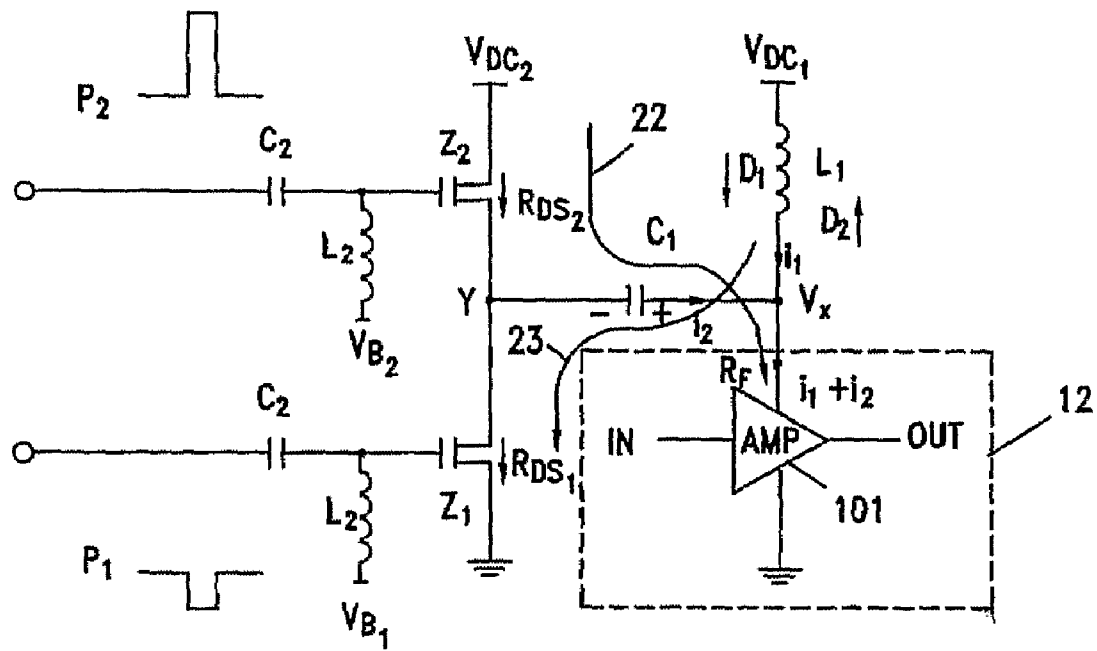 P2
VDC2
VDC1
C2
Z2
22
D1
L1
RDS2
C1
D2
L2
i1
Y
- +
Vx
i2
VB2
23
RF
i1 +i2
12
C2
IN
AMP
OUT
RDS1
L2
Z1
101
P1
VB1